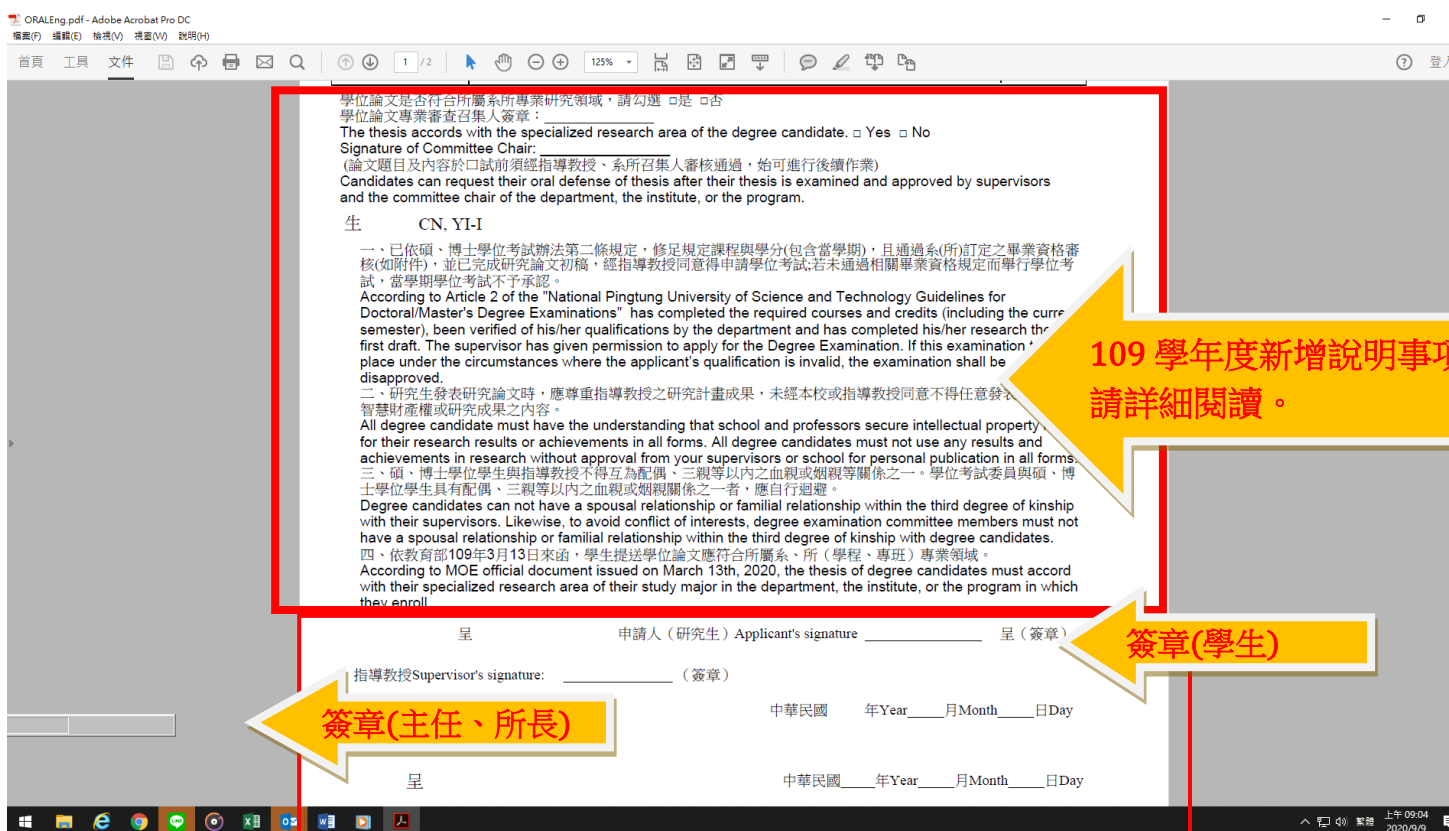 ORALEng.pdf - Adobe Acrobat Pro DC
檔案(F) 編輯(E) 檢視(V) 視窗(W) 說明(H)
首頁 工具 文件 1 / 2 125% 登入
學位論文是否符合所屬系所專業研究領域，請勾選 □是 □否
學位論文專業審查召集人簽章：_______________
The thesis accords with the specialized research area of the degree candidate. □ Yes □ No
Signature of Committee Chair: _______________
(論文題目及內容於口試前須經指導教授、系所召集人審核通過，始可進行後續作業)
Candidates can request their oral defense of thesis after their thesis is examined and approved by supervisors
and the committee chair of the department, the institute, or the program.
生 CN, YI-I
一、已依碩、博士學位考試辦法第二條規定，修足規定課程與學分(包含當學期)，且通過系(所)訂定之畢業資格審
核(如附件)，並已完成研究論文初稿，經指導教授同意得申請學位考試;若未通過相關畢業資格規定而舉行學位考
試，當學期學位考試不予承認。
According to Article 2 of the "National Pingtung University of Science and Technology Guidelines for
Doctoral/Master's Degree Examinations" has completed the required courses and credits (including the curre
semester), been verified of his/her qualifications by the department and has completed his/her research the
first draft. The supervisor has given permission to apply for the Degree Examination. If this examination
place under the circumstances where the applicant's qualification is invalid, the examination shall be
disapproved.
二、研究生發表研究論文時，應尊重指導教授之研究計畫成果，未經本校或指導教授同意不得任意發表
智慧財產權或研究成果之內容。
All degree candidate must have the understanding that school and professors secure intellectual property
for their research results or achievements in all forms. All degree candidates must not use any results and
achievements in research without approval from your supervisors or school for personal publication in all forms.
三、碩、博士學位學生與指導教授不得互為配偶、三親等以內之血親或姻親等關係之一。學位考試委員與碩、博
士學位學生具有配偶、三親等以內之血親或姻親關係之一者，應自行迴避。
Degree candidates can not have a spousal relationship or familial relationship within the third degree of kinship
with their supervisors. Likewise, to avoid conflict of interests, degree examination committee members must not
have a spousal relationship or familial relationship within the third degree of kinship with degree candidates.
四、依教育部109年3月13日來函，學生提送學位論文應符合所屬系、所（學程、專班）專業領域。
According to MOE official document issued on March 13th, 2020, the thesis of degree candidates must accord
with their specialized research area of their study major in the department, the institute, or the program in which
they enroll
109 學年度新增說明事項
請詳細閱讀。
呈 申請人（研究生）Applicant's signature _______________ 呈（簽章）
簽章(學生)
指導教授Supervisor's signature: _______________ （簽章）
簽章(主任、所長)
中華民國 年Year_____月Month_____日Day
呈 中華民國_____年Year_____月Month_____日Day
繁體 上午 09:04
2020/9/9